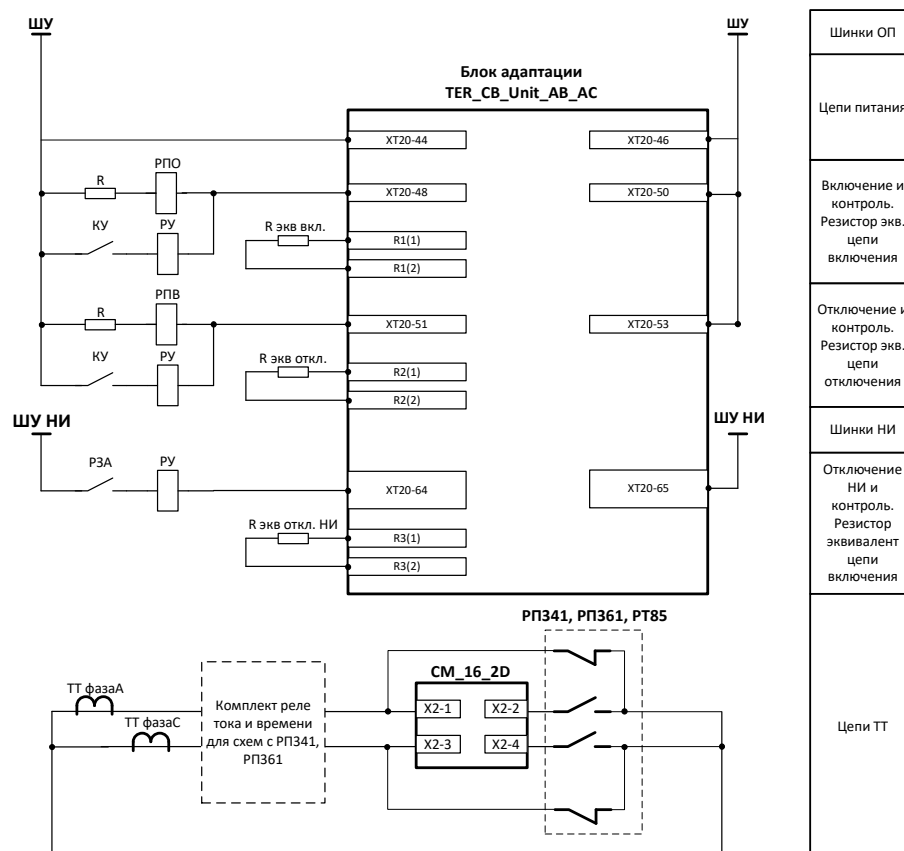 ШУ
ШУ
Шинки ОП
Блок адаптации
TER_CB_Unit_AB_AC
Цепи питания
XT20-44
XT20-46
РПО
R
XT20-48
XT20-50
КУ
РУ
R экв вкл.
R1(1)
R1(2)
Включение и
контроль.
Резистор экв.
цепи
включения
РПВ
R
XT20-51
XT20-53
КУ
РУ
R экв откл.
R2(1)
R2(2)
Отключение и
контроль.
Резистор экв.
цепи
отключения
ШУ НИ
ШУ НИ
Шинки НИ
РЗА
РУ
XT20-64
XT20-65
R экв откл. НИ
R3(1)
R3(2)
Отключение
НИ и
контроль.
Резистор
эквивалент
цепи
включения
РП341, РП361, РТ85
CM_16_2D
ТТ фазаА
ТТ фазаС
Комплект реле
тока и времени
для схем с РП341,
РП361
X2-1
X2-2
X2-3
X2-4
Цепи ТТ